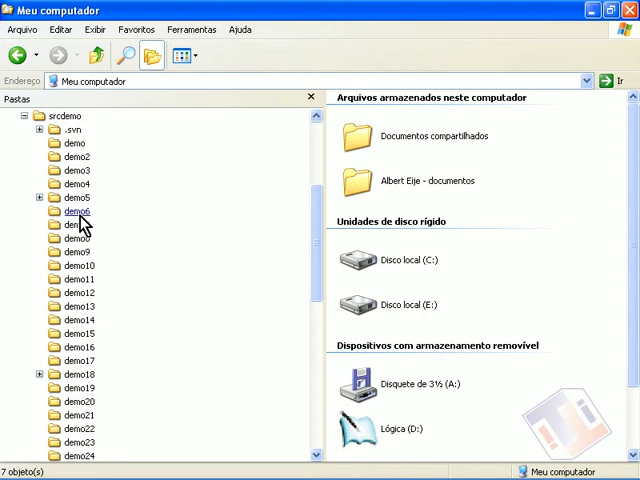 Meu computador
Arquivo Editar Exibir Favoritos Ferramentas Ajuda
Endereço Meu computador Ir
Pastas
srcdemo
.svn
demo
demo2
demo3
demo4
demo5
demo6
demo8
demo9
demo10
demo11
demo12
demo13
demo14
demo15
demo16
demo17
demo18
demo19
demo20
demo21
demo22
demo23
demo24
Arquivos armazenados neste computador
Documentos compartilhados
Albert Eije - documentos
Unidades de disco rígido
Disco local (C:)
Disco local (E:)
Dispositivos com armazenamento removível
Disquete de 3½ (A:)
Lógica (D:)
7 objeto(s)
Meu computador